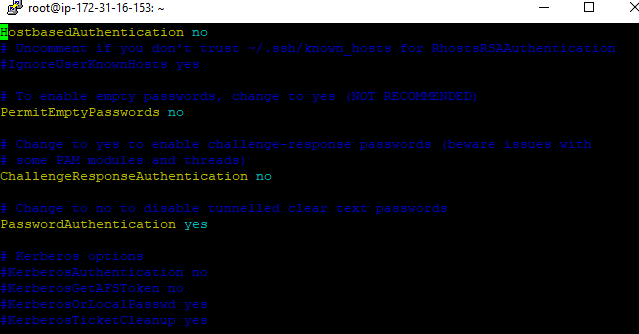 root@ip-172-31-16-153: ~
HostbasedAuthentication no
# Uncomment if you don't trust ~/.ssh/known_hosts for RhostsRSAAuthentication
#IgnoreUserKnownHosts yes
# To enable empty passwords, change to yes (NOT RECOMMENDED)
PermitEmptyPasswords no
# Change to yes to enable challenge-response passwords (beware issues with
# some PAM modules and threads)
ChallengeResponseAuthentication no
# Change to no to disable tunnelled clear text passwords
PasswordAuthentication yes
# Kerberos options
#KerberosAuthentication no
#KerberosGetAFSToken no
#KerberosOrLocalPasswd yes
#KerberosTicketCleanup yes